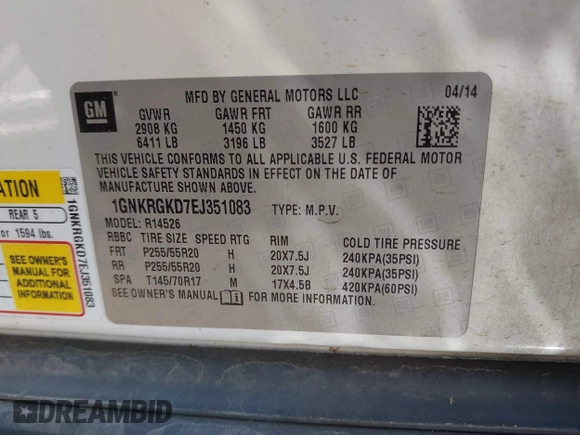 GM
MFD BY GENERAL MOTORS LLC 04/14
GVWR GAWR FRT GAWR RR
2908 KG 1450 KG 1600 KG
6411 LB 3196 LB 3527 LB
THIS VEHICLE CONFORMS TO ALL APPLICABLE U.S. FEDERAL MOTOR
VEHICLE SAFETY STANDARDS IN EFFECT ON THE DATE OF
MANUFACTURE SHOWN ABOVE.
1GNKRGKD7EJ351083 TYPE: M.P.V.
MODEL: R14526
RBBC TIRE SIZE SPEED RTG RIM COLD TIRE PRESSURE
FRT P255/55R20 H 20X7.5J 240KPA(35PSI)
RR P255/55R20 H 20X7.5J 240KPA(35PSI)
SPA T145/70R17 M 17X4.5B 420KPA(60PSI)
SEE OWNER'S MANUAL FOR MORE INFORMATION.
REAR 5
1594 lbs.
SEE OWNER'S
MANUAL FOR
ADDITIONAL
INFORMATION
1GNKRGKD7EJ351083
DREAMBID